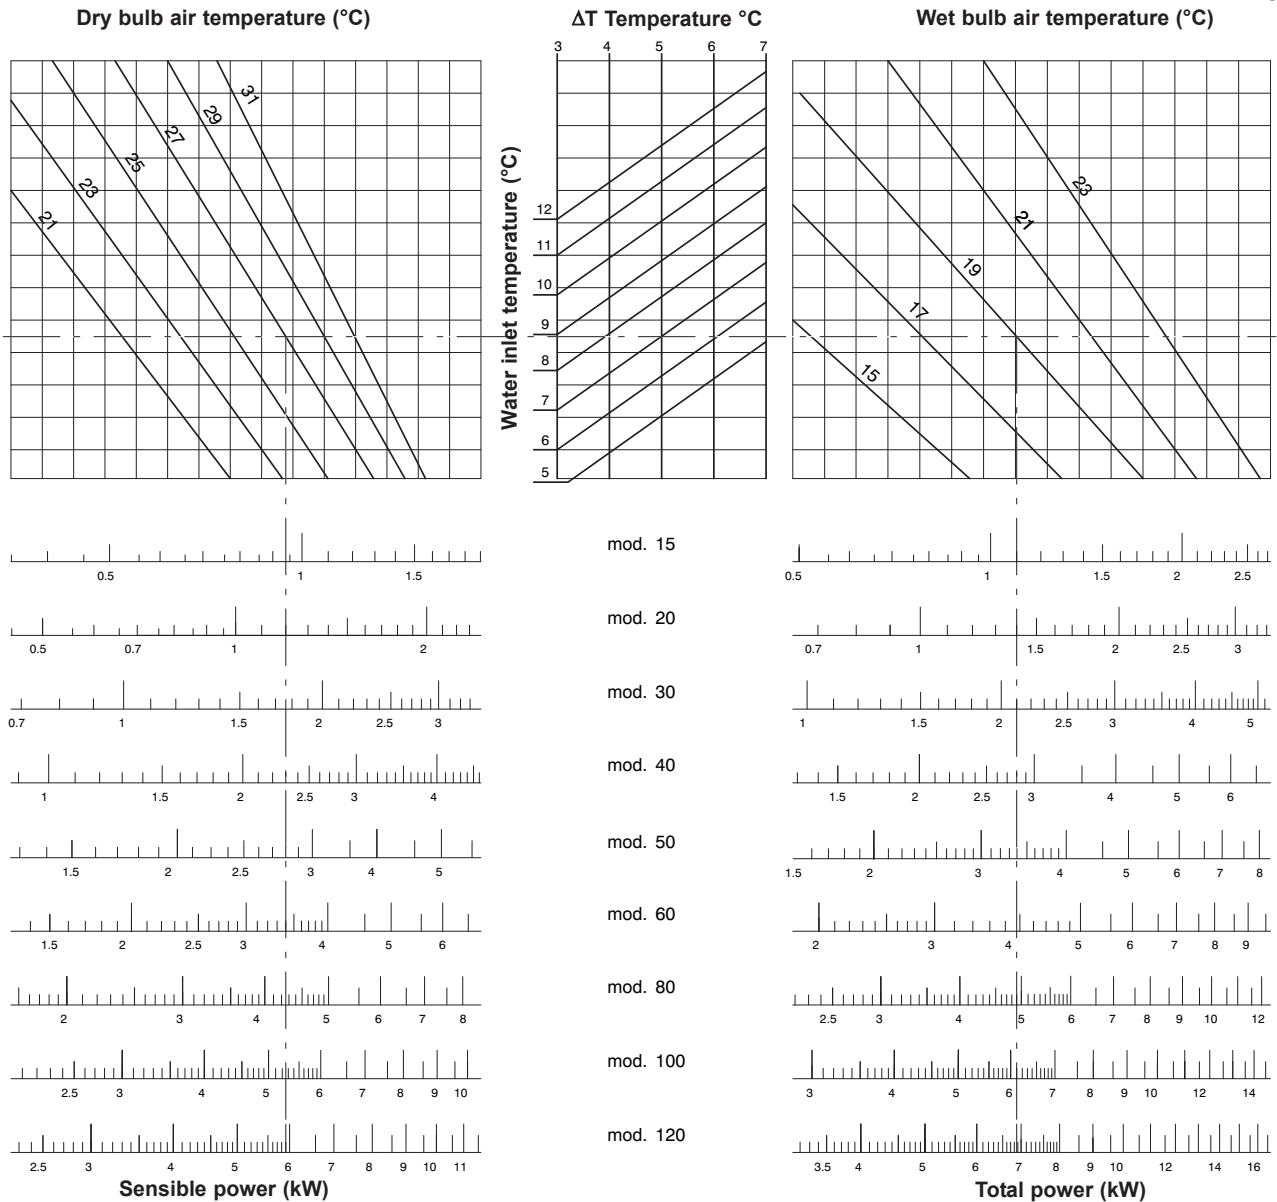 Dry bulb air temperature (°C)
ΔT Temperature °C
Wet bulb air temperature (°C)
3 4 5 6 7
31
29
27
25
23
21
Water inlet temperature (°C)
12
11
10
9
8
7
6
5
23
21
19
17
15
mod. 15
0.5 1 1.5
0.5 1 1.5 2 2.5
mod. 20
0.5 0.7 1 2
0.7 1 1.5 2 2.5 3
mod. 30
0.7 1 1.5 2 2.5 3
1 1.5 2 2.5 3 4 5
mod. 40
1 1.5 2 2.5 3 4
1.5 2 2.5 3 4 5 6
mod. 50
1.5 2 2.5 3 4 5
1.5 2 3 4 5 6 7 8
mod. 60
1.5 2 2.5 3 4 5 6
2 3 4 5 6 7 8 9
mod. 80
2 3 4 5 6 7 8
2.5 3 4 5 6 7 8 9 10 12
mod. 100
2.5 3 4 5 6 7 8 9 10
3 4 5 6 7 8 9 10 12 14
mod. 120
2.5 3 4 5 6 7 8 9 10 11
3.5 4 5 6 7 8 9 10 12 14 16
Sensible power (kW)
Total power (kW)